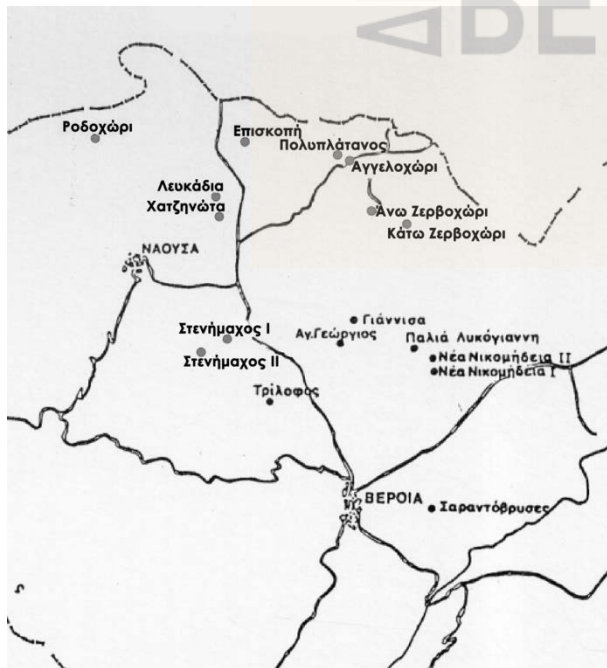 Ροδοχώρι
Επισκοπή
Πολυπλάτανος
Αγγελοχώρι
Λευκάδια
Χατζηνώτα
Άνω Ζερβοχώρι
Κάτω Ζερβοχώρι
ΝΑΟΥΣΑ
Γιάννισα
Στενήμαχος Ι
Αγ.Γεώργιος
Παλιά Λυκόγιαννη
Στενήμαχος ΙΙ
Νέα Νικομήδεια ΙΙ
Νέα Νικομήδεια Ι
Τρίλοφος
ΒΕΡΟΙΑ
Σαραντόβρυσες